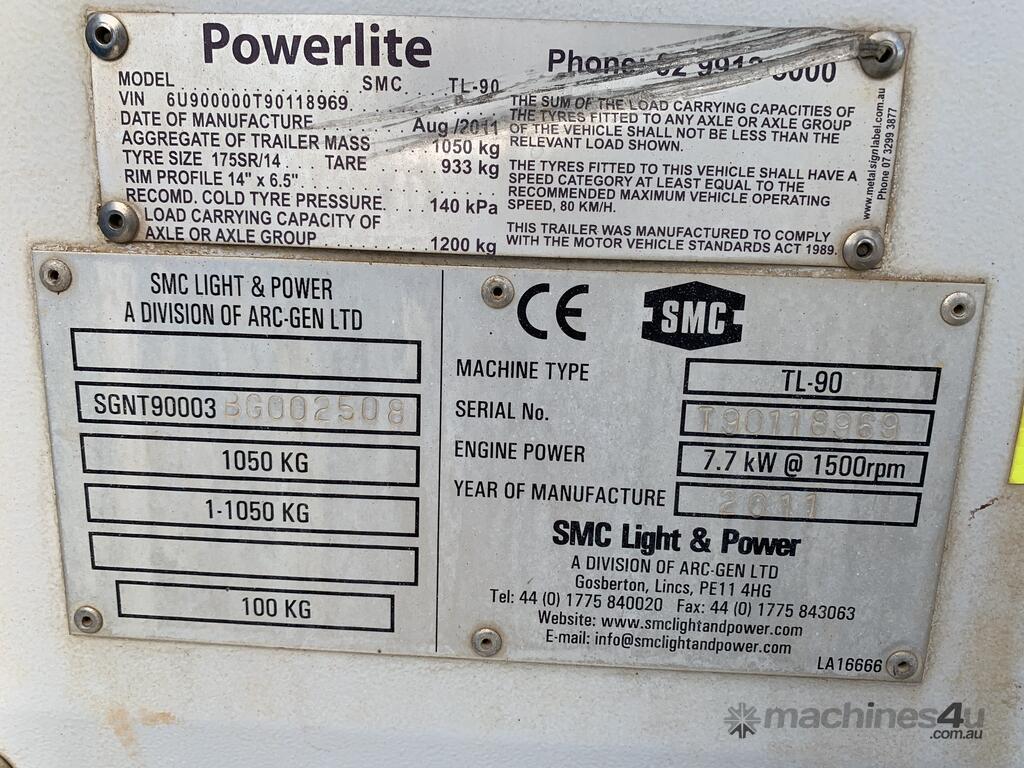 Powerlite
Phone: 02 991
000
MODEL SMC TL-90
VIN 6U900000T90118969
DATE OF MANUFACTURE Aug /2011
AGGREGATE OF TRAILER MASS 1050 kg
TYRE SIZE 175SR/14 .... TARE .... 933 kg
RIM PROFILE 14" x 6.5"
RECOMD. COLD TYRE PRESSURE.... 140 kPa
LOAD CARRYING CAPACITY OF
AXLE OR AXLE GROUP ............ 1200 kg
THE SUM OF THE LOAD CARRYING CAPACITIES OF
THE TYRES FITTED TO ANY AXLE OR AXLE GROUP
OF THE VEHICLE SHALL NOT BE LESS THAN THE
RELEVANT LOAD SHOWN.
THE TYRES FITTED TO THIS VEHICLE SHALL HAVE A
SPEED CATEGORY AT LEAST EQUAL TO THE
RECOMMENDED MAXIMUM VEHICLE OPERATING
SPEED, 80 KM/H.
THIS TRAILER WAS MANUFACTURED TO COMPLY
WITH THE MOTOR VEHICLE STANDARDS ACT 1989.
www.metalsignlabel.com.au
Phone 07 3299 3877
SMC LIGHT & POWER
A DIVISION OF ARC-GEN LTD
SGNT90003 BG002508
1050 KG
1-1050 KG
100 KG
CE SMC
MACHINE TYPE TL-90
SERIAL No. T90118969
ENGINE POWER 7.7 kW @ 1500rpm
YEAR OF MANUFACTURE 2011
SMC Light & Power
A DIVISION OF ARC-GEN LTD
Gosberton, Lincs, PE11 4HG
Tel: 44 (0) 1775 840020 Fax: 44 (0) 1775 843063
Website: www.smclightandpower.com
E-mail: info@smclightandpower.com
LA16666
machines4u
.com.au